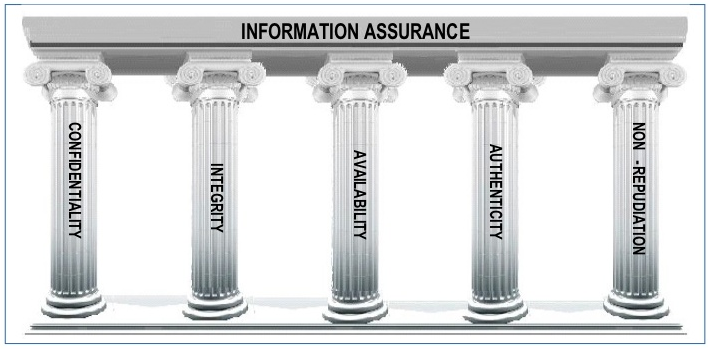 INFORMATION ASSURANCE
CONFIDENTIALITY
INTEGRITY
AVAILABILITY
AUTHENTICITY
NON -REPUDIATION